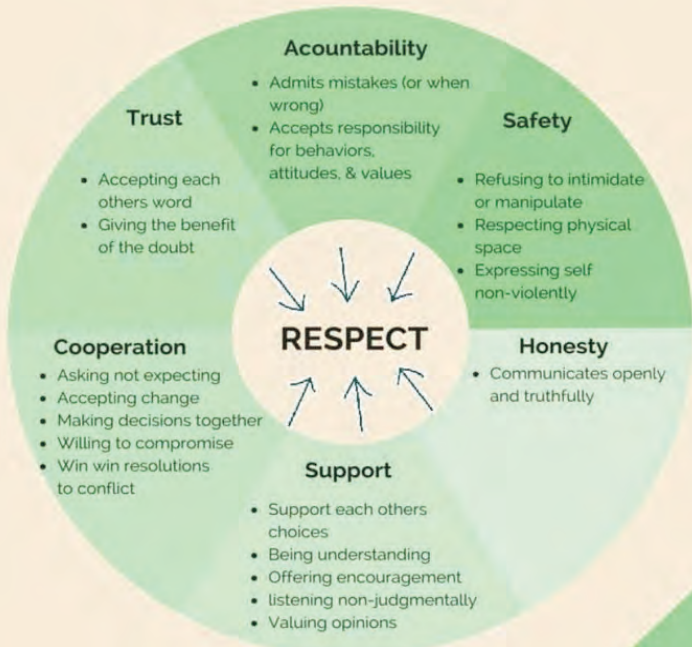 Acountability
• Admits mistakes (or when
wrong)
• Accepts responsibility
for behaviors,
attitudes, & values
Safety
• Refusing to intimidate
or manipulate
• Respecting physical
space
• Expressing self
non-violently
Honesty
• Communicates openly
and truthfully
Support
• Support each others
choices
• Being understanding
• Offering encouragement
• listening non-judgmentally
• Valuing opinions
Cooperation
• Asking not expecting
• Accepting change
• Making decisions together
• Willing to compromise
• Win win resolutions
to conflict
Trust
• Accepting each
others word
• Giving the benefit
of the doubt
RESPECT